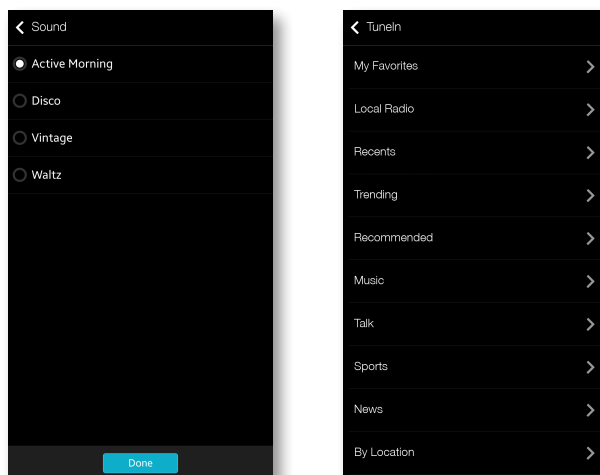 Sound
Active Morning
Disco
Vintage
Waltz
Done
TuneIn
My Favorites
Local Radio
Recents
Trending
Recommended
Music
Talk
Sports
News
By Location